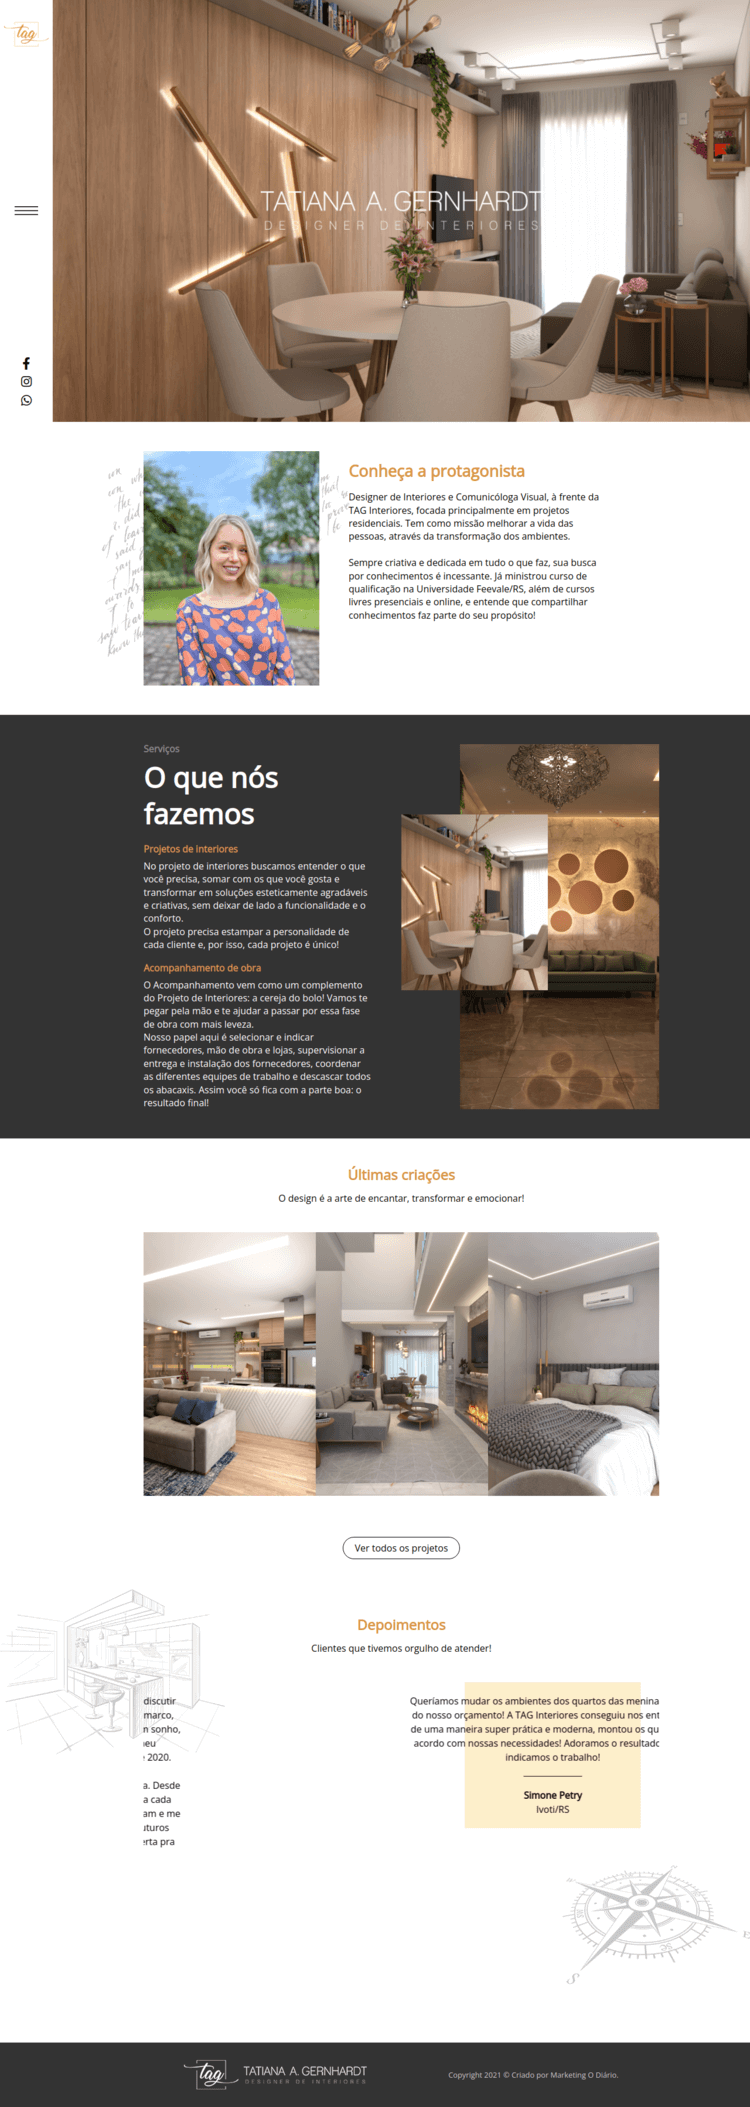 tag
TATIANA A. GERNHARDT
DESIGNER DE INTERIORES
Conheça a protagonista
Designer de Interiores e Comunicóloga Visual, à frente da
TAG Interiores, focada principalmente em projetos
residenciais. Tem como missão melhorar a vida das
pessoas, através da transformação dos ambientes.
Sempre criativa e dedicada em tudo o que faz, sua busca
por conhecimentos é incessante. Já ministrou curso de
qualificação na Universidade Feevale/RS, além de cursos
livres presenciais e online, e entende que compartilhar
conhecimentos faz parte do seu propósito!
Serviços
O que nós
fazemos
Projetos de interiores
No projeto de interiores buscamos entender o que
você precisa, somar com os que você gosta e
transformar em soluções esteticamente agradáveis
e criativas, sem deixar de lado a funcionalidade e o
conforto.
O projeto precisa estampar a personalidade de
cada cliente e, por isso, cada projeto é único!
Acompanhamento de obra
O Acompanhamento vem como um complemento
do Projeto de Interiores: a cereja do bolo! Vamos te
pegar pela mão e te ajudar a passar por essa fase
de obra com mais leveza.
Nosso papel aqui é selecionar e indicar
fornecedores, mão de obra e lojas, supervisionar a
entrega e instalação dos fornecedores, coordenar
as diferentes equipes de trabalho e descascar todos
os abacaxis. Assim você só fica com a parte boa: o
resultado final!
Últimas criações
O design é a arte de encantar, transformar e emocionar!
Ver todos os projetos
Depoimentos
Clientes que tivemos orgulho de atender!
discutir
marco,
n sonho,
2020.
a. Desde
a cada
am e me
uturos
erta pra
Queríamos mudar os ambientes dos quartos das menina
do nosso orçamento! A TAG Interiores conseguiu nos ent
de uma maneira super prática e moderna, montou os qu
acordo com nossas necessidades! Adoramos o resultado
indicamos o trabalho!
Simone Petry
Ivoti/RS
S
E
tag
TATIANA A. GERNHARDT
DESIGNER DE INTERIORES
Copyright 2021 © Criado por Marketing O Diário.